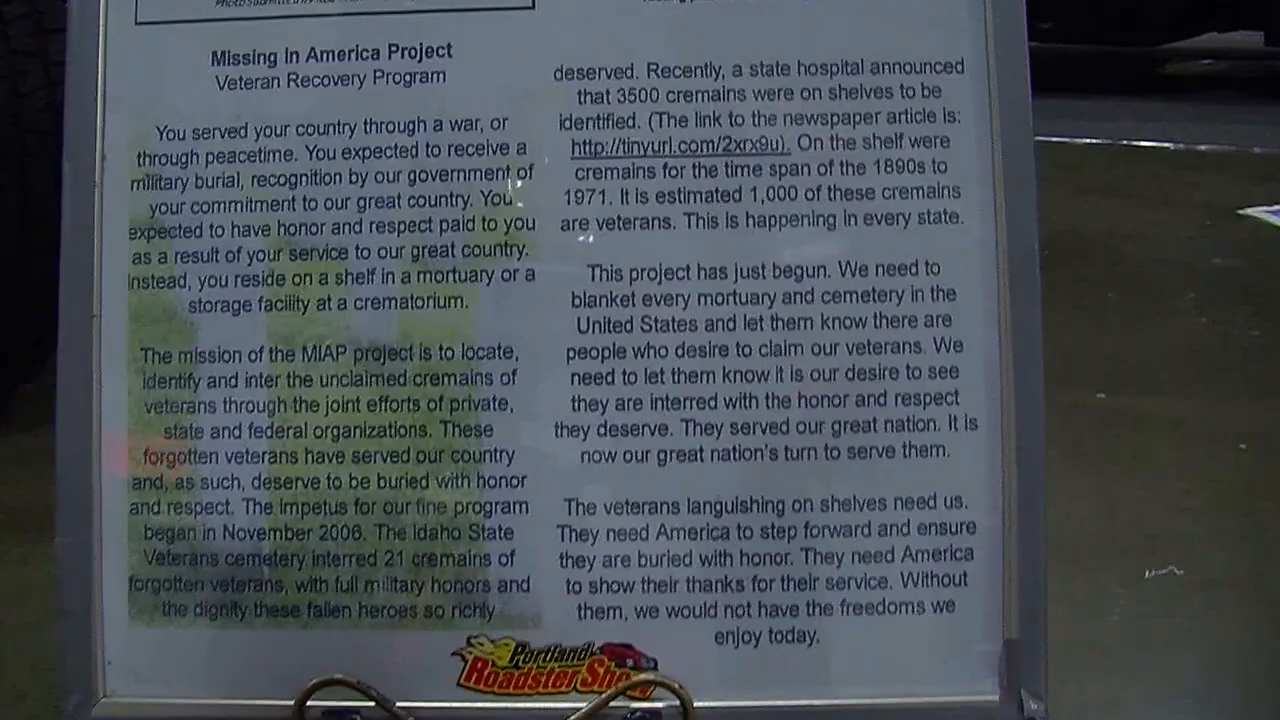 Missing in America Project
Veteran Recovery Program
You served your country through a war, or
through peacetime. You expected to receive a
military burial, recognition by our government of
your commitment to our great country. You
expected to have honor and respect paid to you
as a result of your service to our great country.
Instead, you reside on a shelf in a mortuary or a
storage facility at a crematorium.
The mission of the MIAP project is to locate,
identify and inter the unclaimed cremains of
veterans through the joint efforts of private,
state and federal organizations. These
forgotten veterans have served our country
and, as such, deserve to be buried with honor
and respect. The impetus for our fine program
began in November 2006. The Idaho State
Veterans cemetery interred 21 cremains of
forgotten veterans, with full military honors and
the dignity these fallen heroes so richly
deserved. Recently, a state hospital announced
that 3500 cremains were on shelves to be
identified. (The link to the newspaper article is:
http://tinyurl.com/2xrx9u). On the shelf were
cremains for the time span of the 1890s to
1971. It is estimated 1,000 of these cremains
are veterans. This is happening in every state.
This project has just begun. We need to
blanket every mortuary and cemetery in the
United States and let them know there are
people who desire to claim our veterans. We
need to let them know it is our desire to see
they are interred with the honor and respect
they deserve. They served our great nation. It is
now our great nation's turn to serve them.
The veterans languishing on shelves need us.
They need America to step forward and ensure
they are buried with honor. They need America
to show their thanks for their service. Without
them, we would not have the freedoms we
enjoy today.
Portland
Roadster Show